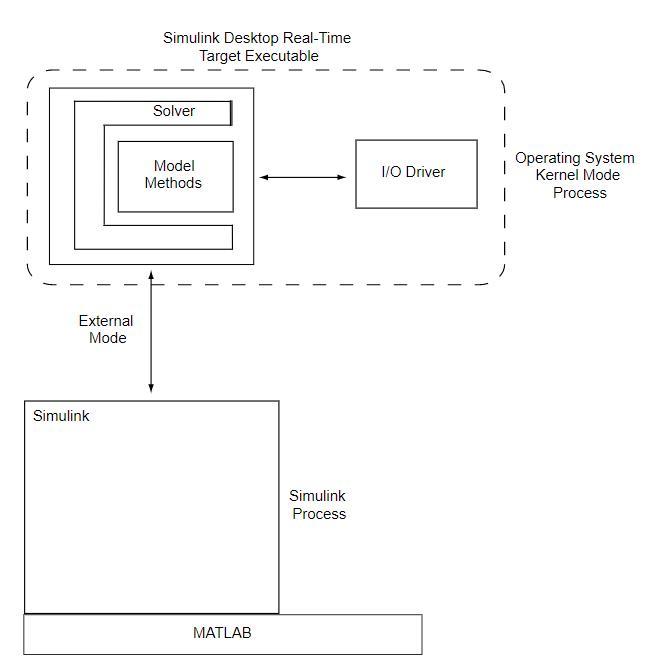 Simulink Desktop Real-Time
Target Executable
Solver
Model
Methods
I/O Driver
Operating System
Kernel Mode
Process
External
Mode
Simulink
Simulink
Process
MATLAB